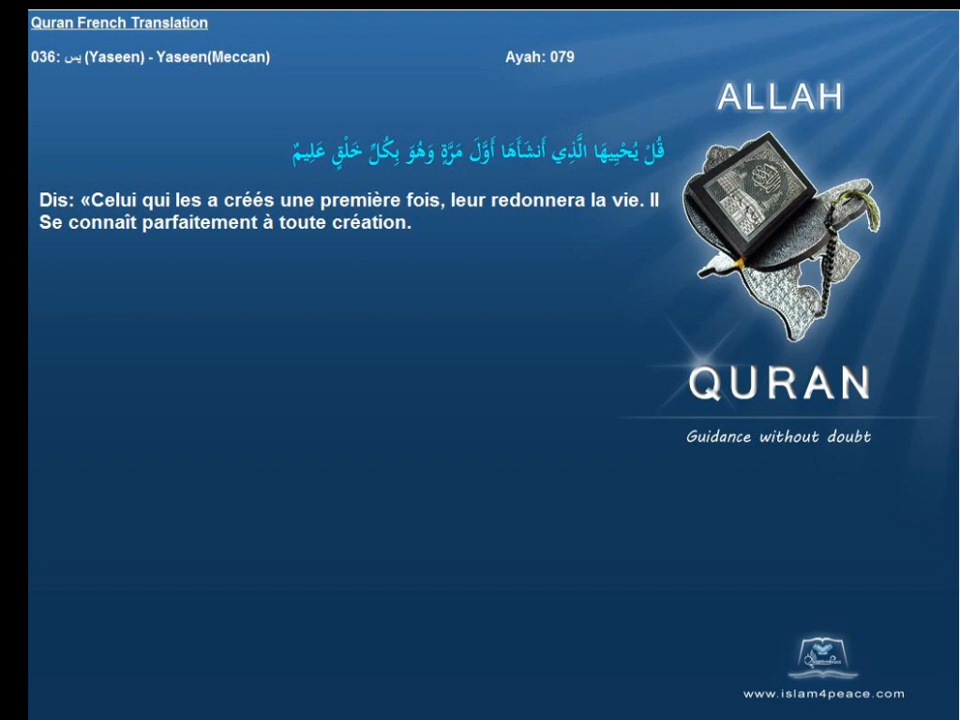 Quran French Translation
036: يس (Yaseen) - Yaseen(Meccan) Ayah: 079
ALLAH
قُلْ يُحْيِيهَا الَّذِي أَنشَأَهَا أَوَّلَ مَرَّةٍ وَهُوَ بِكُلِّ خَلْقٍ عَلِيمٌ
Dis: «Celui qui les a créés une première fois, leur redonnera la vie. Il
Se connaît parfaitement à toute création.
QURAN
Guidance without doubt
www.islam4peace.com